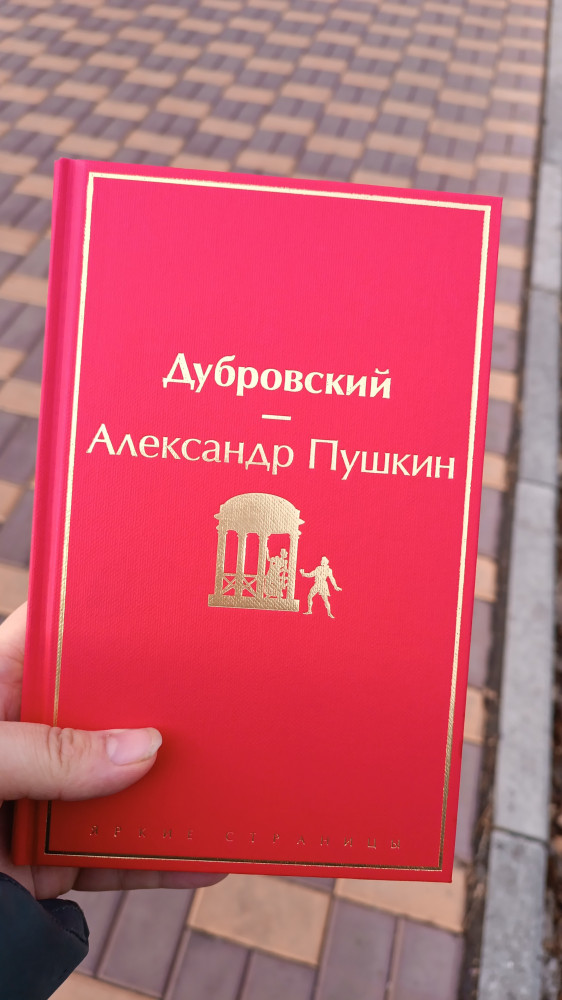 Дубровский
Александр Пушкин
ЯРКИЕ СТРАНИЦЫ